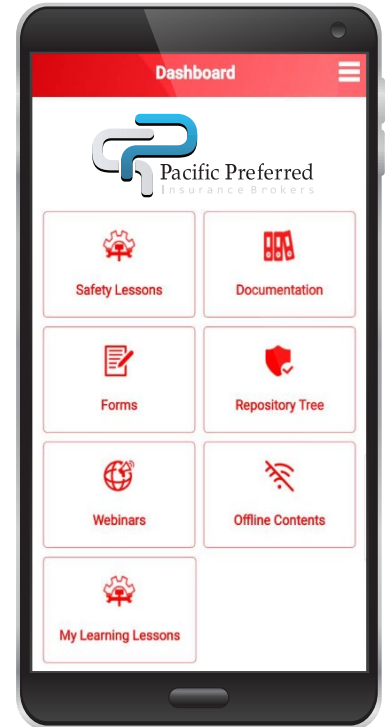 Dashboard
Pacific Preferred
Insurance Brokers
Safety Lessons
Documentation
Forms
Repository Tree
Webinars
Offline Contents
My Learning Lessons